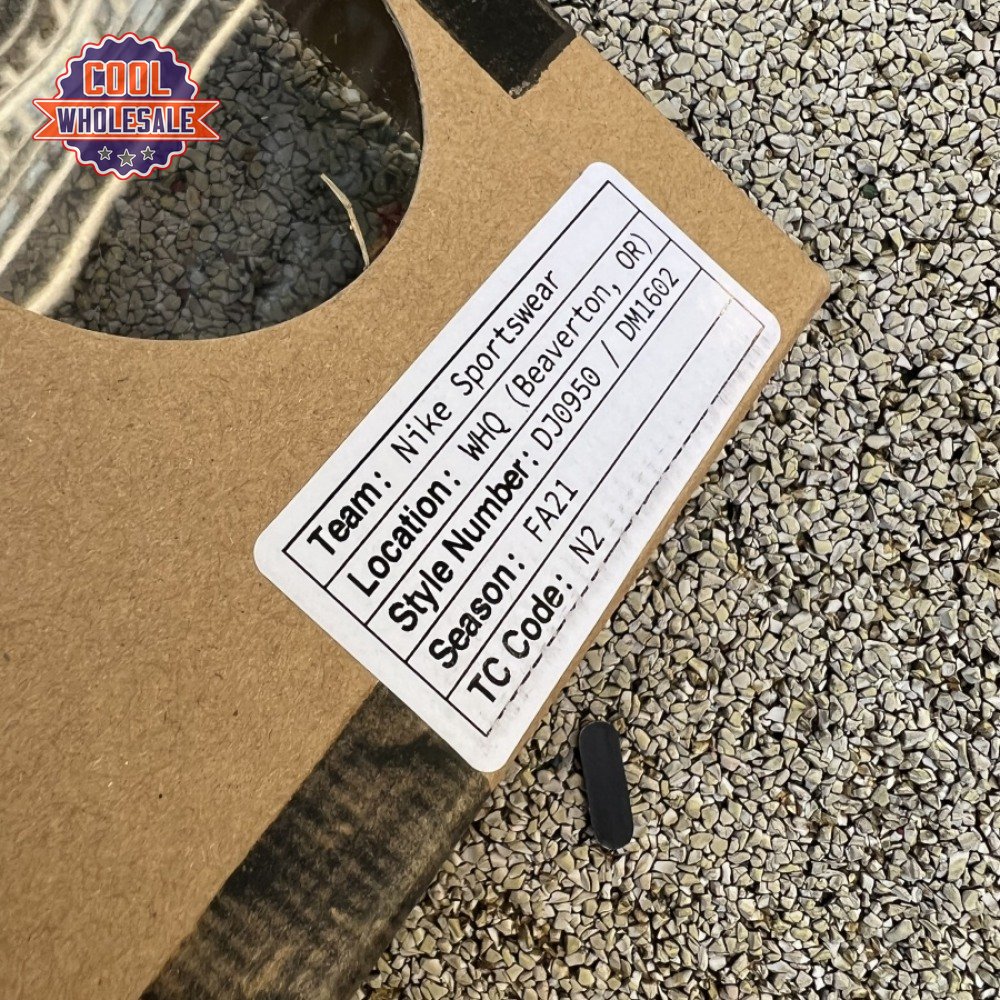 COOL
WHOLESALE
Team: Nike Sportswear
Location: WHQ (Beaverton, OR)
Style Number: DJ0950 / DM1602
Season: FA21
TC Code: N2